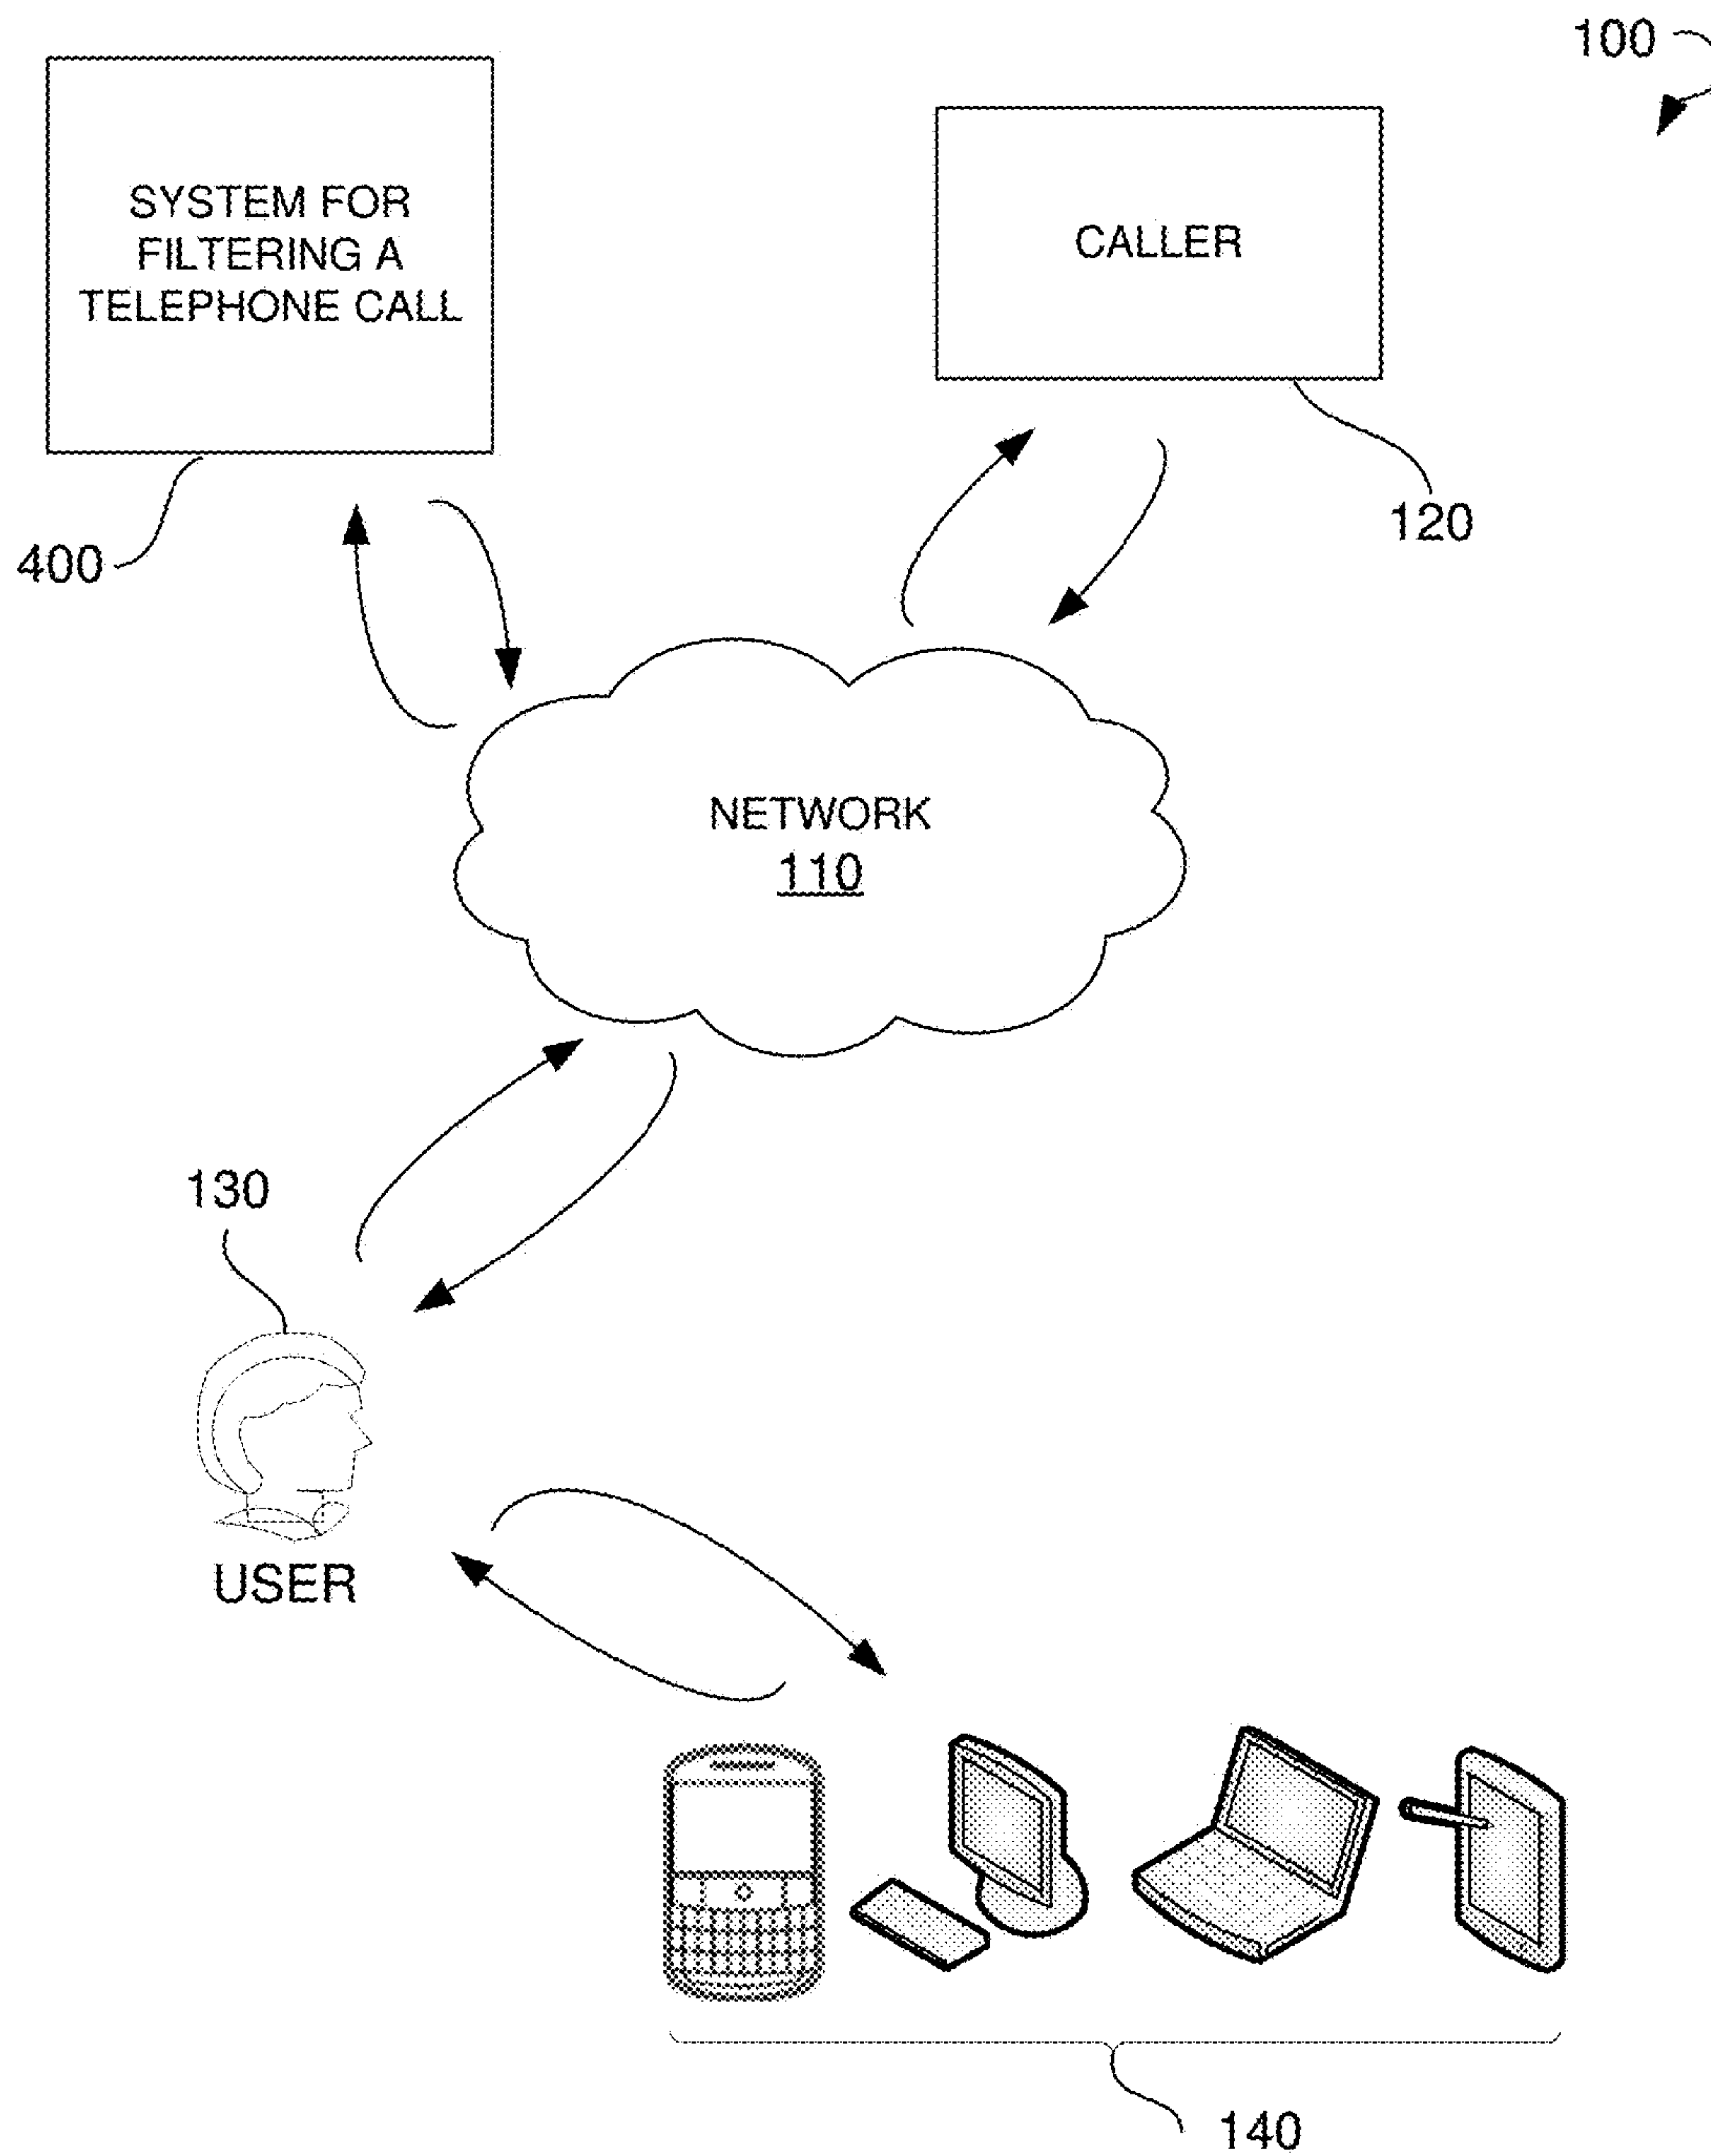 100
SYSTEM FOR
FILTERING A
TELEPHONE CALL
CALLER
400
120
NETWORK
110
130
USER
140